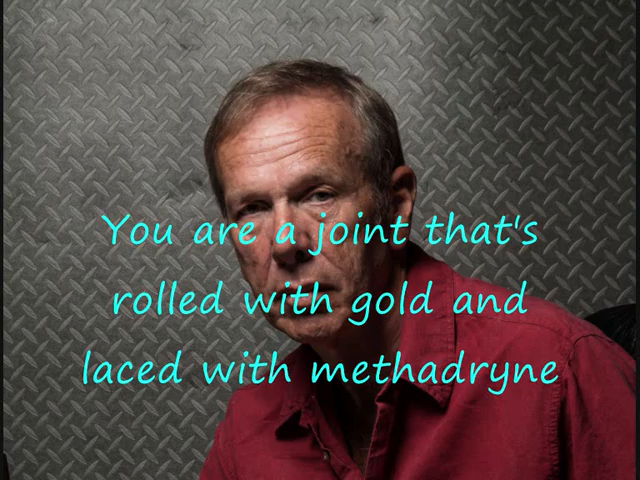 You are a joint that's
rolled with gold and
laced with methadryne